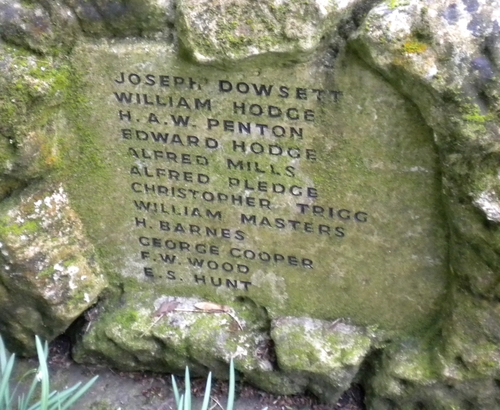 JOSEPH DOWSETT
WILLIAM HODGE
H. A.W. PENTON
EDWARD HODGE
ALFRED MILLS
ALFRED PLEDGE
CHRISTOPHER TRIGG
WILLIAM MASTERS
H. BARNES
GEORGE COOPER
F.W. WOOD
E.S. HUNT